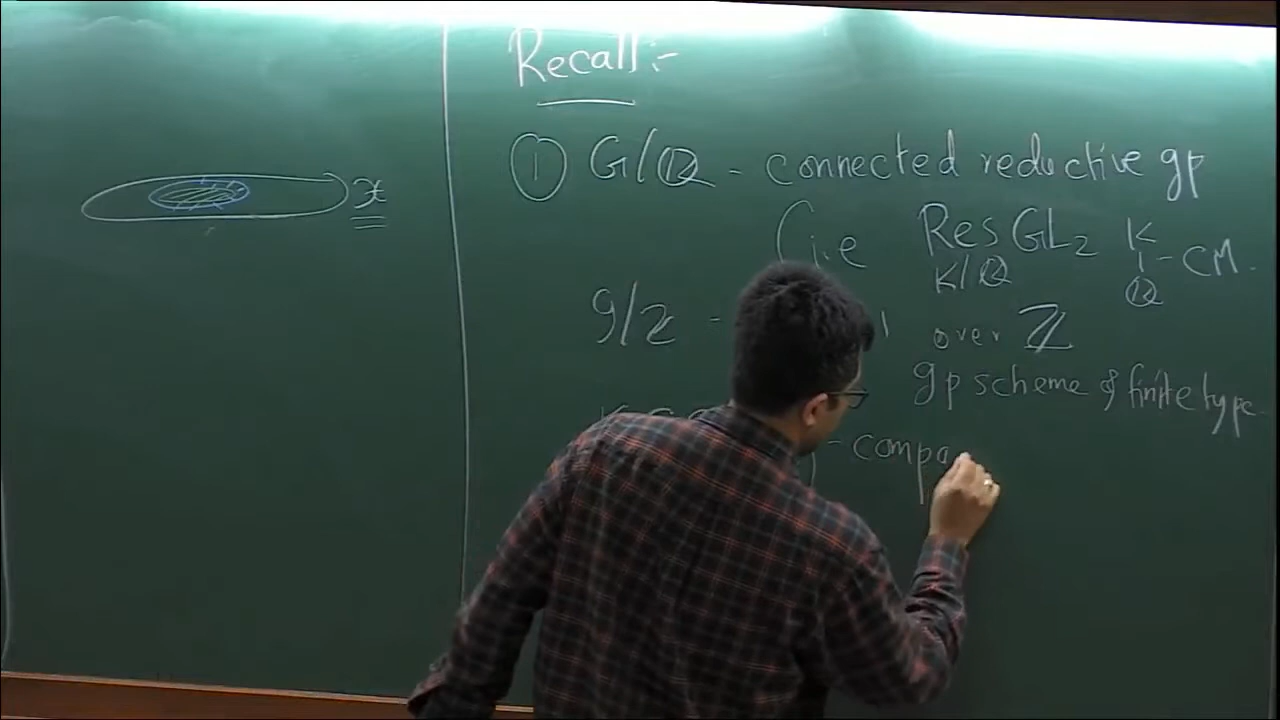 𝔛
Recall :-
① G/ℚ - connected reductive gp
(i.e Res GL₂ K
K/ℚ | - CM.
ℚ
𝒢/ℤ - over ℤ
gp scheme of finite type
- compa